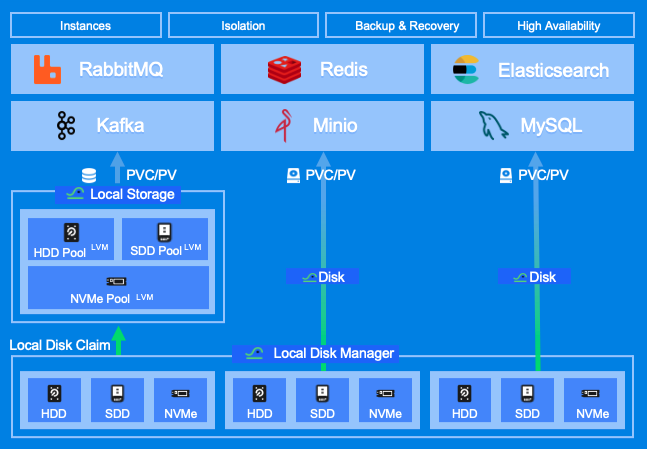 Instances
Isolation
Backup & Recovery
High Availability
RabbitMQ
Redis
Elasticsearch
Kafka
Minio
MySQL
PVC/PV
PVC/PV
PVC/PV
Local Storage
HDD Pool LVM
SDD Pool LVM
NVMe Pool LVM
Disk
Disk
Local Disk Claim
Local Disk Manager
HDD
SDD
NVMe
HDD
SDD
NVMe
HDD
SDD
NVMe